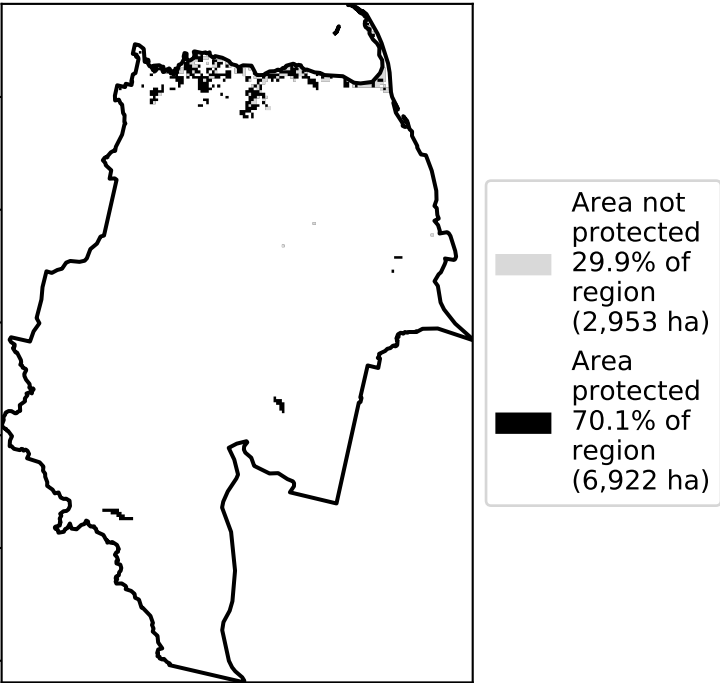 Area not
protected
29.9% of
region
(2,953 ha)
Area
protected
70.1% of
region
(6,922 ha)